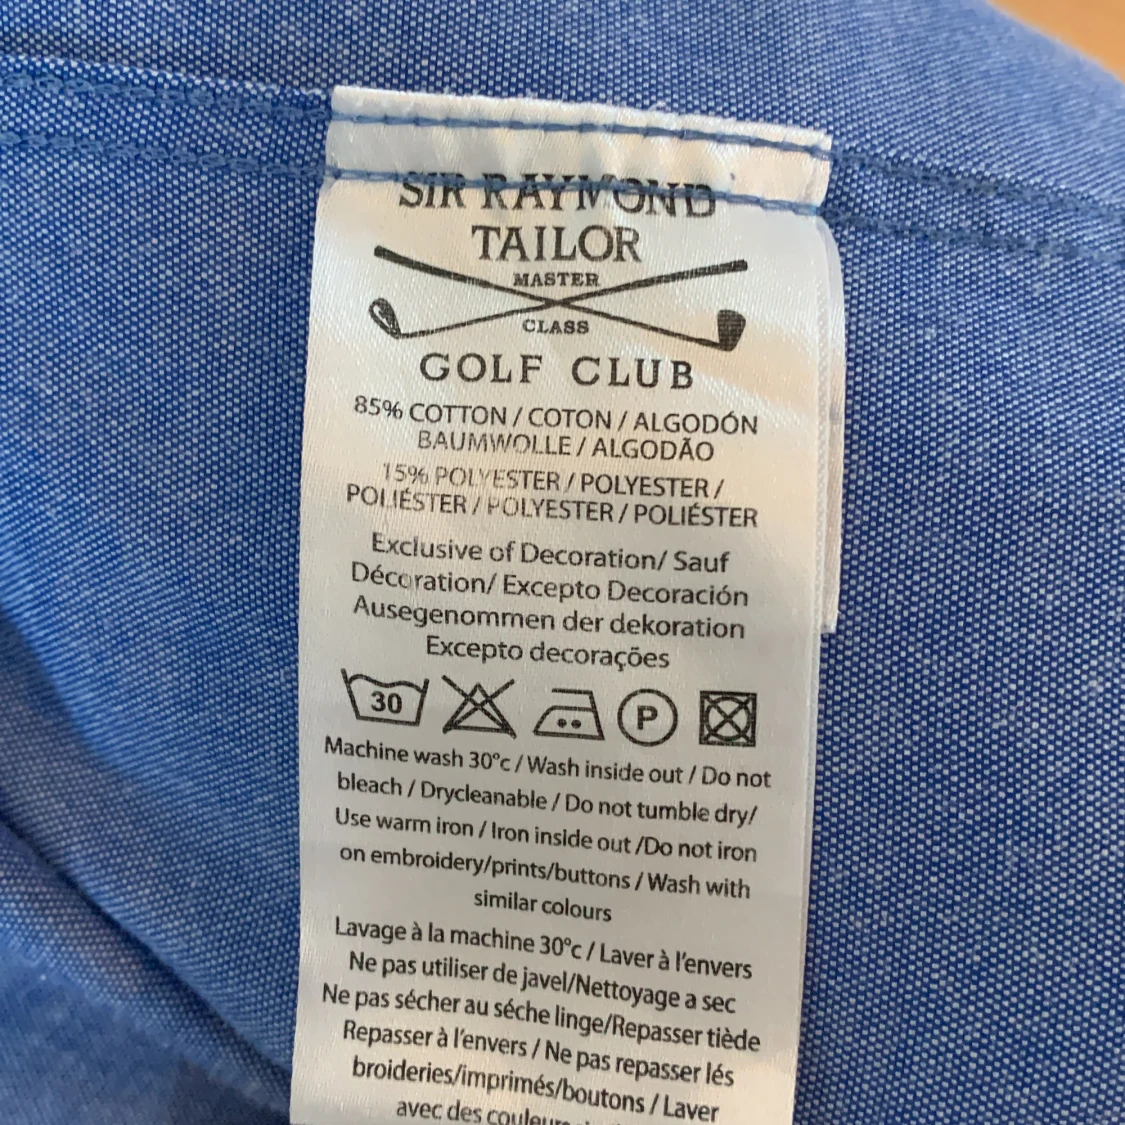 SIR RAYMOND
TAILOR
MASTER
CLASS
GOLF CLUB
85% COTTON / COTON / ALGODÓN
BAUMWOLLE / ALGODÃO
15% POLYESTER / POLYESTER /
POLIÉSTER / POLYESTER / POLIÉSTER
Exclusive of Decoration/ Sauf
Décoration/ Excepto Decoración
Ausegenommen der dekoration
Excepto decorações
30 P
Machine wash 30°c / Wash inside out / Do not
bleach / Drycleanable / Do not tumble dry/
Use warm iron / Iron inside out /Do not iron
on embroidery/prints/buttons / Wash with
similar colours
Lavage à la machine 30°c / Laver à l'envers
Ne pas utiliser de javel/Nettoyage a sec
Ne pas sécher au séche linge/Repasser tiède
Repasser à l'envers / Ne pas repasser lés
broideries/imprimés/boutons / Laver
avec des